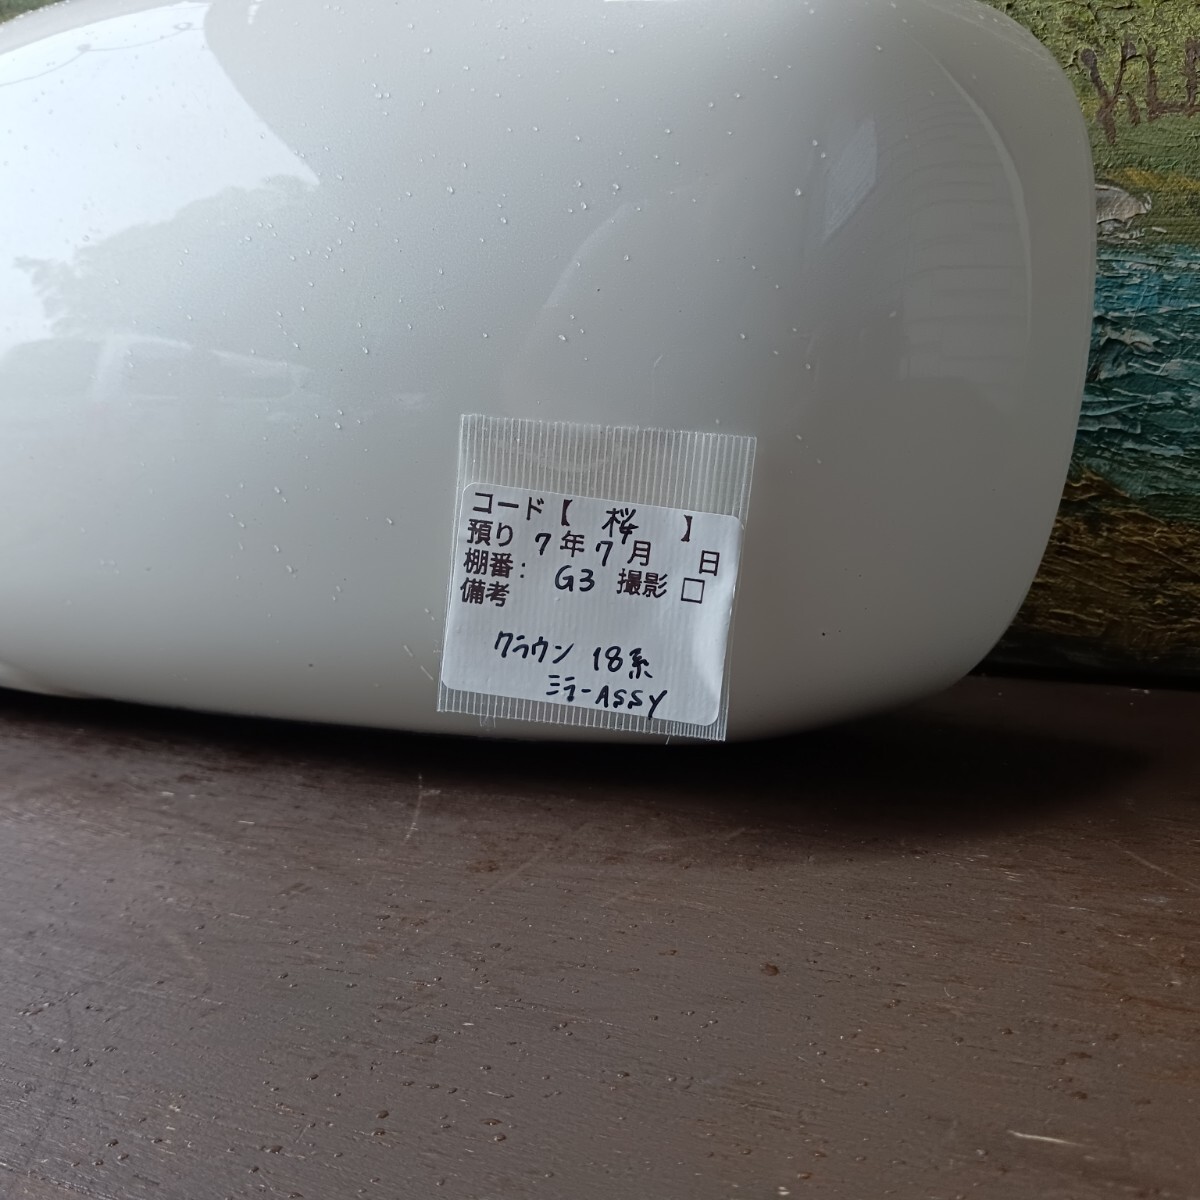 コード【 桜 】
預り 7年7月 日
棚番: G3 撮影 □
備考
クラウン 18系
ミラーASSY